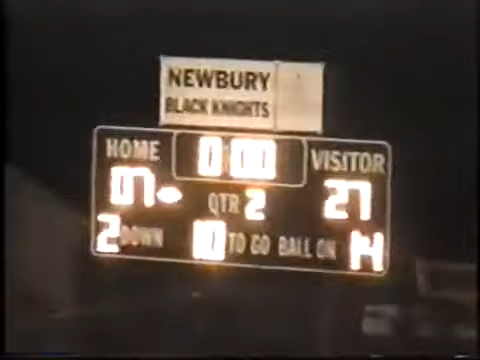 NEWBURY
BLACK KNIGHTS
HOME 0:00 VISITOR
07 QTR 2 27
2 DOWN 10 TO GO BALL ON 14